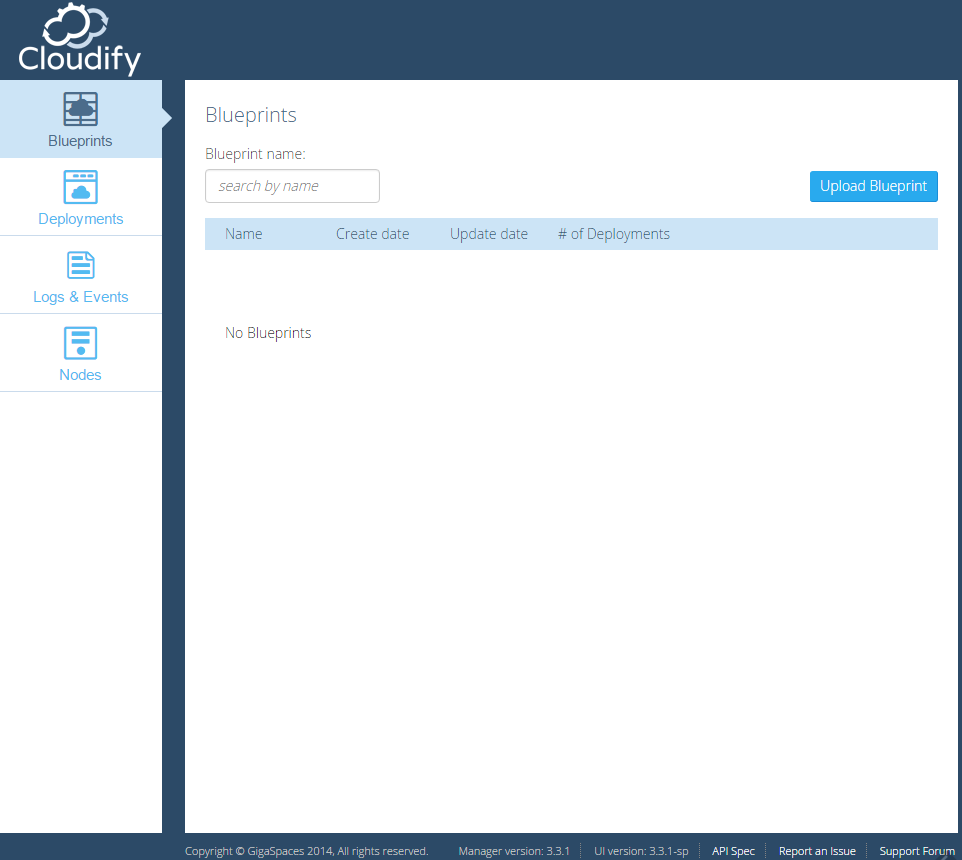 Cloudify
Blueprints
Deployments
Logs & Events
Nodes
Blueprints
Blueprint name:
search by name
Upload Blueprint
Name Create date Update date # of Deployments
No Blueprints
Copyright © GigaSpaces 2014, All rights reserved. Manager version: 3.3.1 UI version: 3.3.1-sp API Spec Report an Issue Support Forum